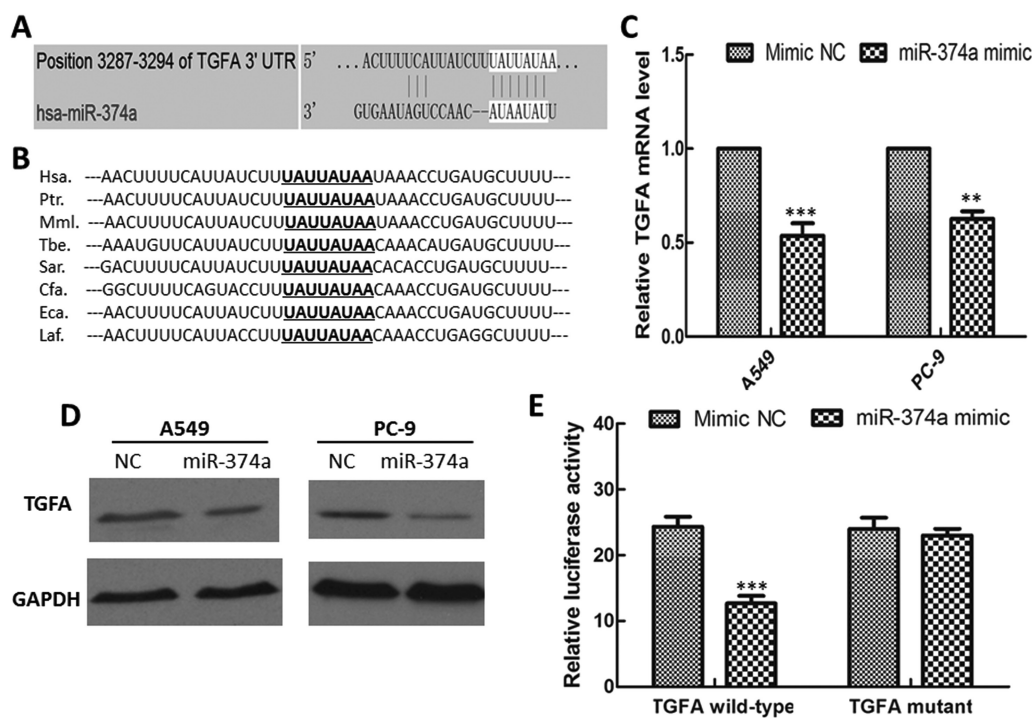 A
Position 3287-3294 of TGFA 3' UTR 5' ...ACUUUUCAUUAUCUUUAUUAUAA...
hsa-miR-374a 3' GUGAAUAGUCCAAC--AUAAUAUU
B
Hsa. ---AACUUUUCAUUAUCUUUAUUAUAAUAAACCUGAUGCUUUU---
Ptr. ---AACUUUUCAUUAUCUUUAUUAUAAUAAACCUGAUGCUUUU---
Mml. ---AACUUUUCAUUAUCUUUAUUAUAAUAAACCUGAUGCUUUU---
Tbe. ---AAAUGUUCAUUAUCUUUAUUAUAACAAACAUGAUGCUUUU---
Sar. ---GACUUUUCAUUAUCUUUAUUAUAACACACCUGAUGCUUUU---
Cfa. ---GGCUUUUCAGUACCUUUAUUAUAACAAACCUGAUGCUUUU---
Eca. ---AACUUUUCAUUAUCUUUAUUAUAACAAACCUGAUGCUUUU---
Laf. ---AACUUUUCAUUACCUUUAUUAUAACAAACCUGAGGCUUUU---
C
Mimic NC miR-374a mimic
Relative TGFA mRNA level
1.5
1.0
0.5
0.0
***
**
A549 PC-9
D
A549 PC-9
NC miR-374a NC miR-374a
TGFA
GAPDH
E
Mimic NC miR-374a mimic
Relative luciferase activity
40
30
20
10
0
***
TGFA wild-type TGFA mutant